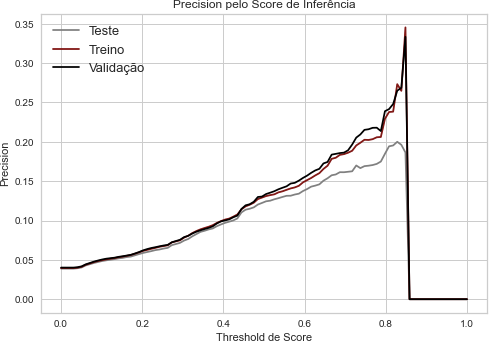 Precision pelo Score de Inferência
Teste
Treino
Validação
0.35
0.30
0.25
0.20
0.15
0.10
0.05
0.00
Precision
0.0 0.2 0.4 0.6 0.8 1.0
Threshold de Score